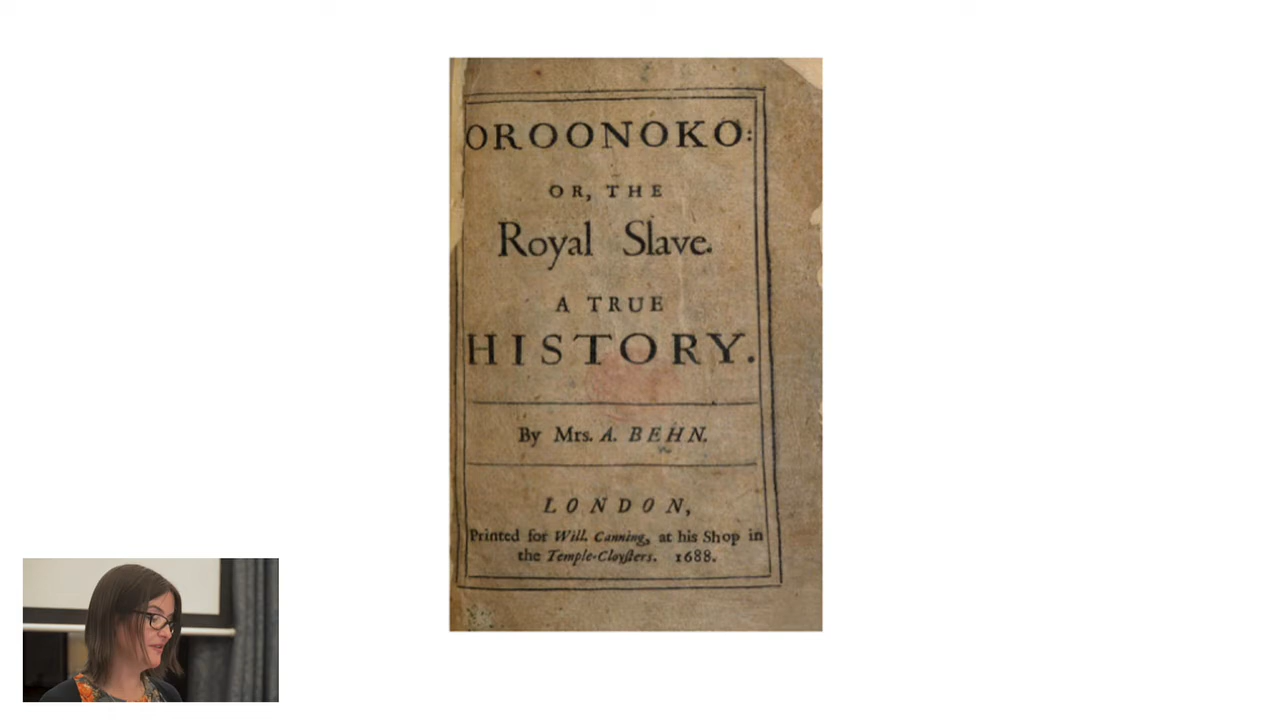 OROONOKO:
OR, THE
Royal Slave.
A TRUE
HISTORY.
By Mrs. A. BEHN.
LONDON,
Printed for Will. Canning, at his Shop in
the Temple-Cloyſters. 1688.